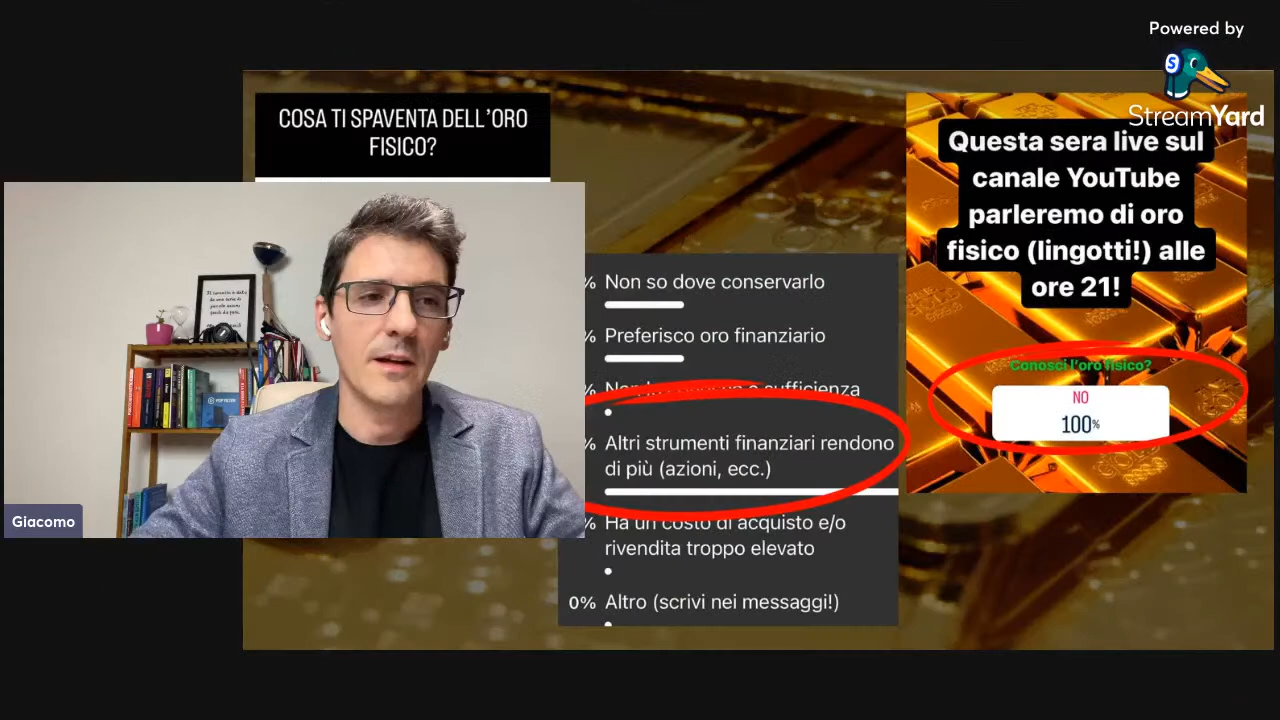 Powered by
StreamYard
COSA TI SPAVENTA DELL'ORO
FISICO?
% Non so dove conservarlo
% Preferisco oro finanziario
% sufficienza
% Altri strumenti finanziari rendono
di più (azioni, ecc.)
% Ha un costo di acquisto e/o
rivendita troppo elevato
0% Altro (scrivi nei messaggi!)
Questa sera live sul
canale YouTube
parleremo di oro
fisico (lingotti!) alle
ore 21!
Conosci l'oro fisico?
NO
100%
Giacomo